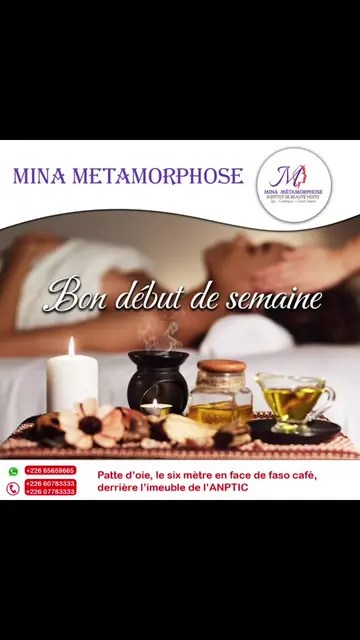 MINA METAMORPHOSE
MINA MÉTAMORPHOSE
INSTITUT DE BEAUTÉ MIXTE
Bon début de semaine
+226 65659665
+226 60783333
+226 07783333
Patte d'oie, le six mètre en face de faso café,
derrière l'imeuble de l'ANPTIC